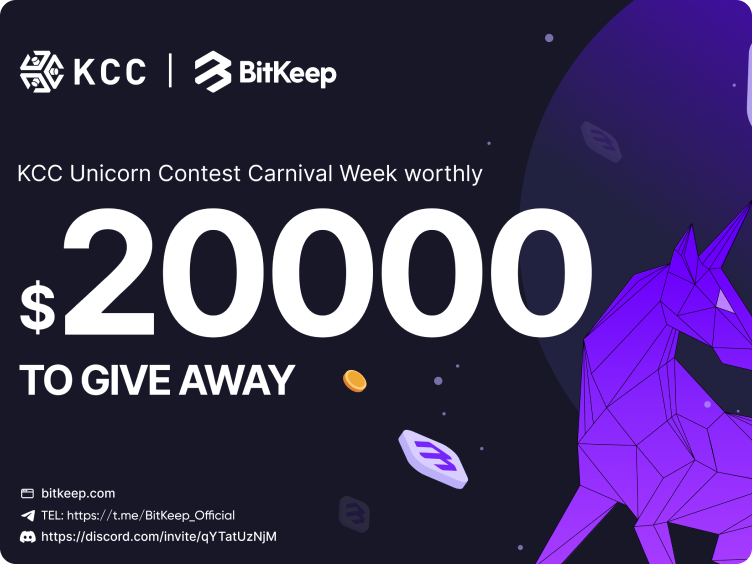 KCC | BitKeep
KCC Unicorn Contest Carnival Week worthly
$20000
TO GIVE AWAY
bitkeep.com
TEL: https://t.me/BitKeep_Official
https://discord.com/invite/qYTatUzNjM